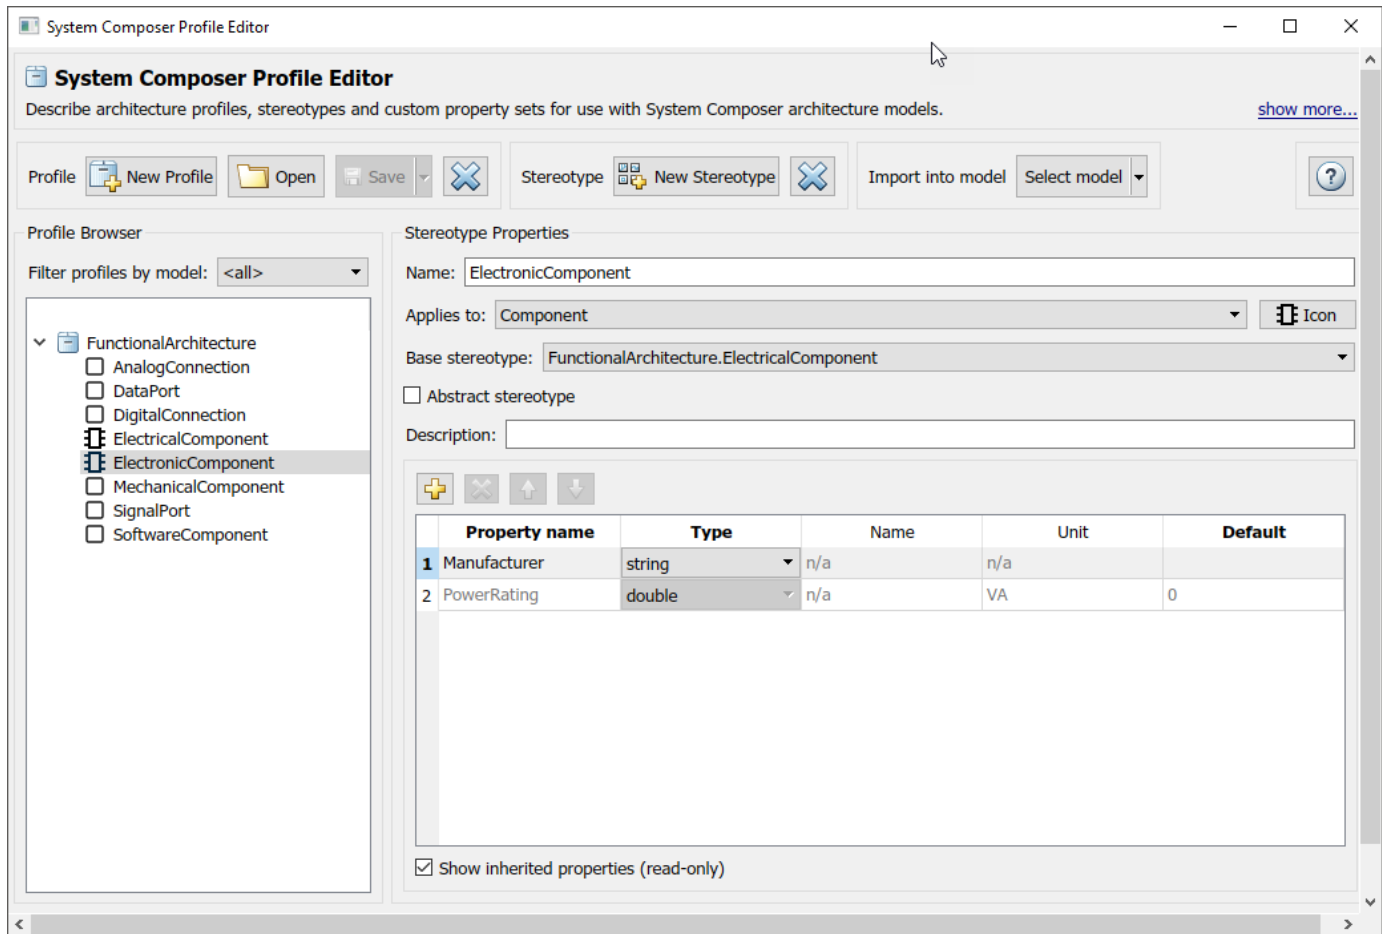 System Composer Profile Editor
System Composer Profile Editor
Describe architecture profiles, stereotypes and custom property sets for use with System Composer architecture models.
show more...
Profile New Profile Open Save Stereotype New Stereotype Import into model Select model ?
Profile Browser
Filter profiles by model: <all>
FunctionalArchitecture
AnalogConnection
DataPort
DigitalConnection
ElectricalComponent
ElectronicComponent
MechanicalComponent
SignalPort
SoftwareComponent
Stereotype Properties
Name: ElectronicComponent
Applies to: Component Icon
Base stereotype: FunctionalArchitecture.ElectricalComponent
Abstract stereotype
Description:
Property name Type Name Unit Default
1 Manufacturer string n/a n/a
2 PowerRating double n/a VA 0
Show inherited properties (read-only)